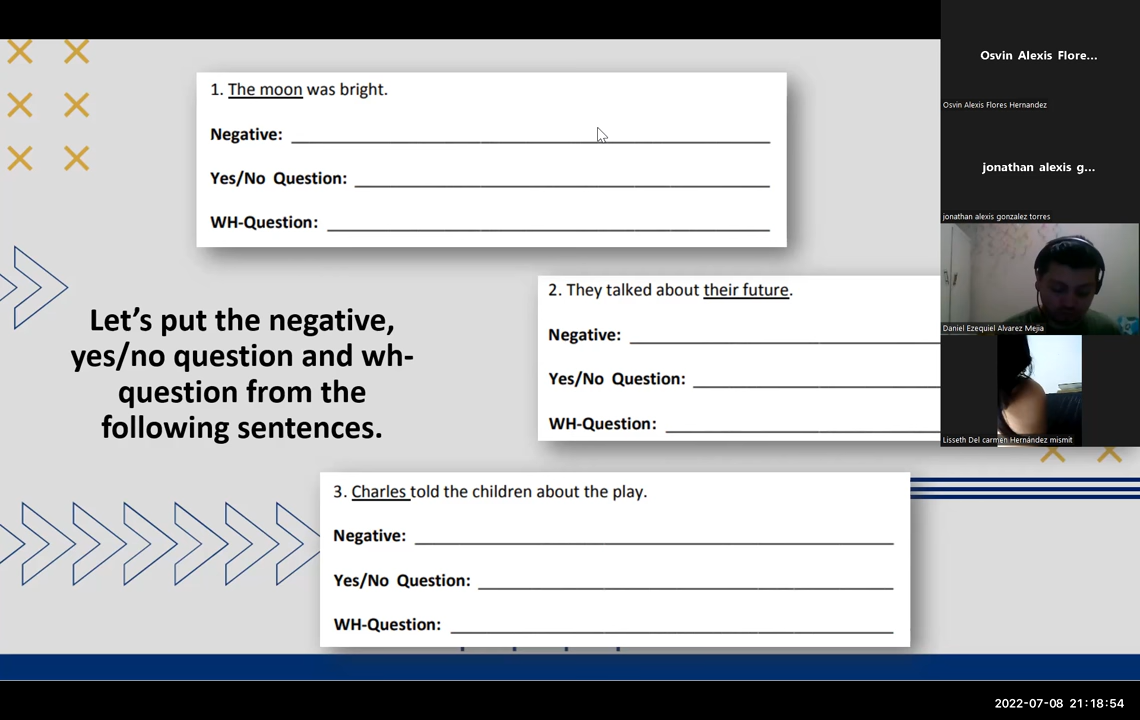 1. The moon was bright.
Negative:
Yes/No Question:
WH-Question:
Let's put the negative,
yes/no question and wh-
question from the
following sentences.
2. They talked about their future.
Negative:
Yes/No Question:
WH-Question:
3. Charles told the children about the play.
Negative:
Yes/No Question:
WH-Question:
Osvin Alexis Flore...
Osvin Alexis Flores Hernandez
jonathan alexis g...
jonathan alexis gonzalez torres
Daniel Ezequiel Alvarez Mejia
Lisseth Del carmen Hernández mismit
2022-07-08 21:18:54